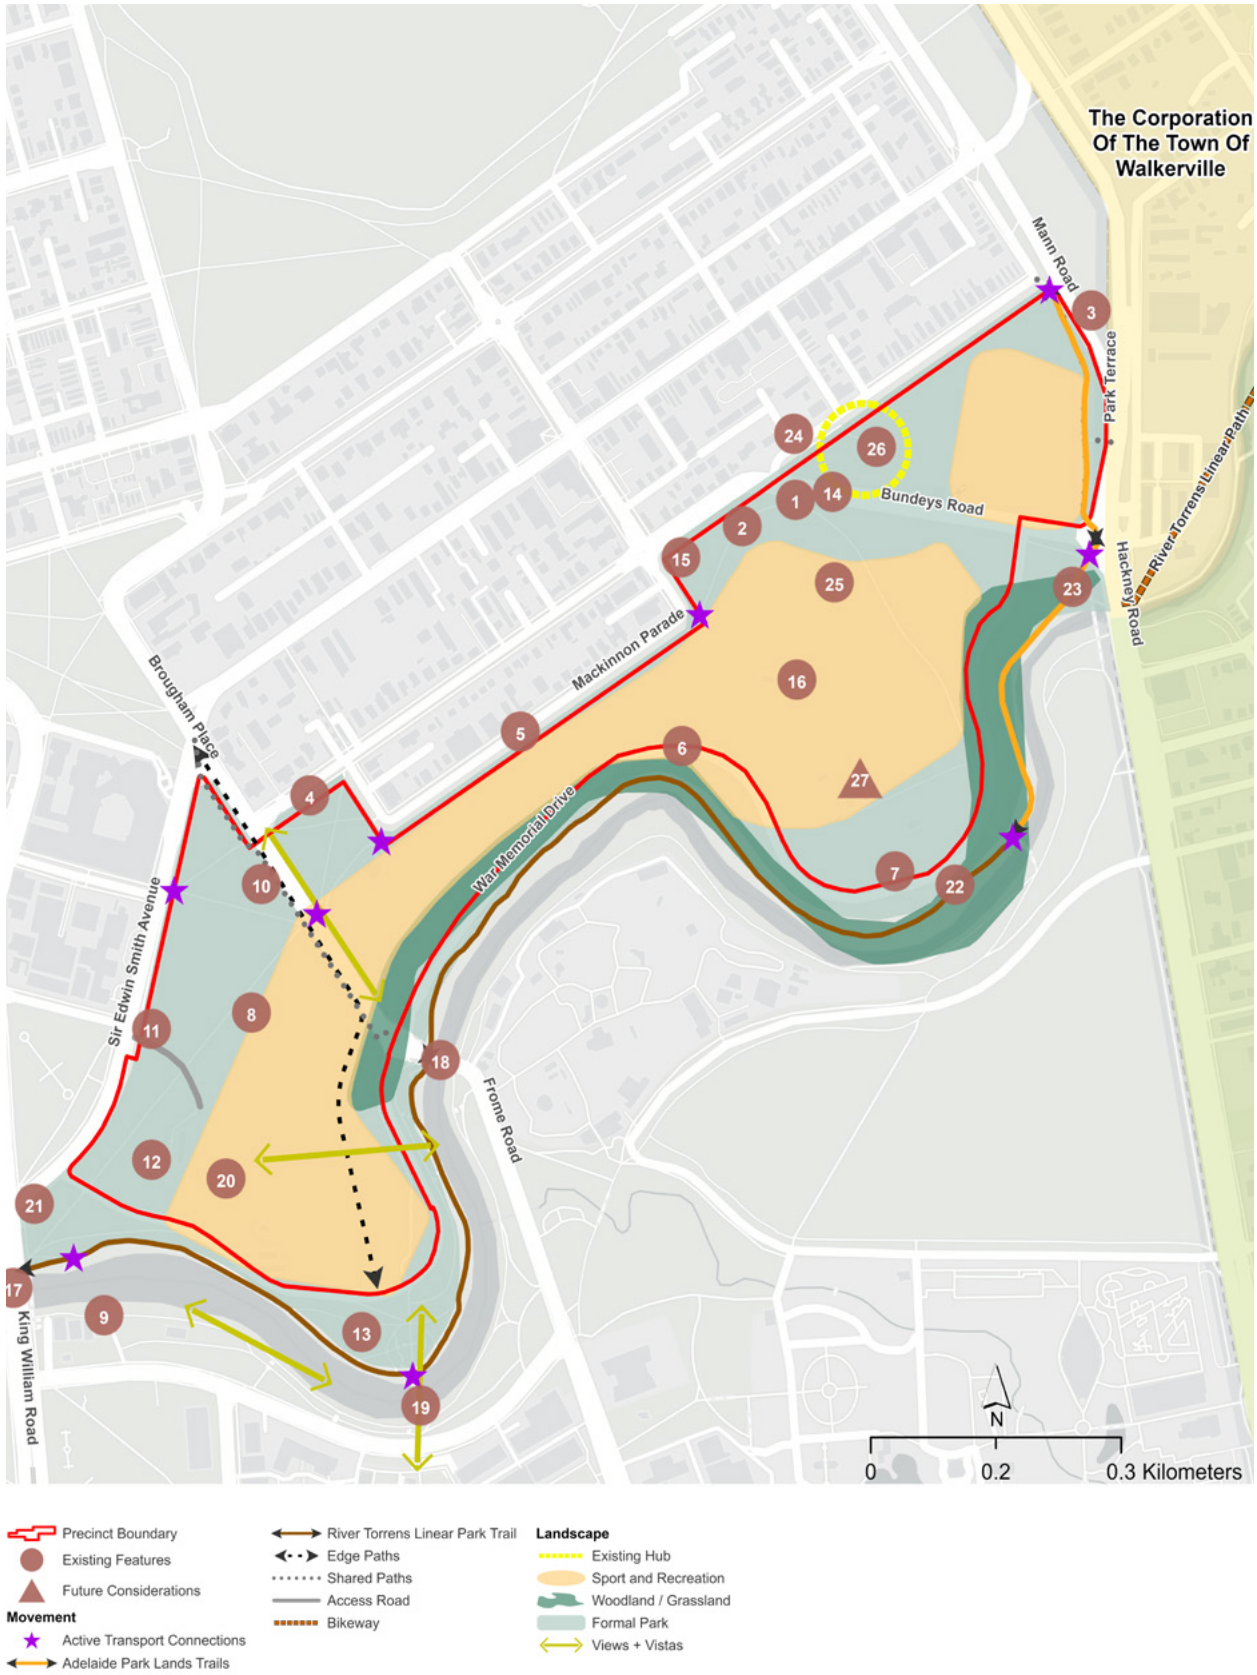 The Corporation
Of The Town Of
Walkerville
Mann Road
3
Park Terrace
24
26
River Torrens Linear Path
14
1
Bundeys Road
2
15
25
Hackney Road
23
Mackinnon Parade
16
Brougham Place
5
6
27
4
War Memorial Drive
7
22
10
Sir Edwin Smith Avenue
8
11
18
Frome Road
12
20
21
17
9
13
King William Road
19
N
0
0.2
0.3 Kilometers
Precinct Boundary
Existing Features
Future Considerations
Movement
Active Transport Connections
Adelaide Park Lands Trails
River Torrens Linear Park Trail
Edge Paths
Shared Paths
Access Road
Bikeway
Landscape
Existing Hub
Sport and Recreation
Woodland / Grassland
Formal Park
Views + Vistas